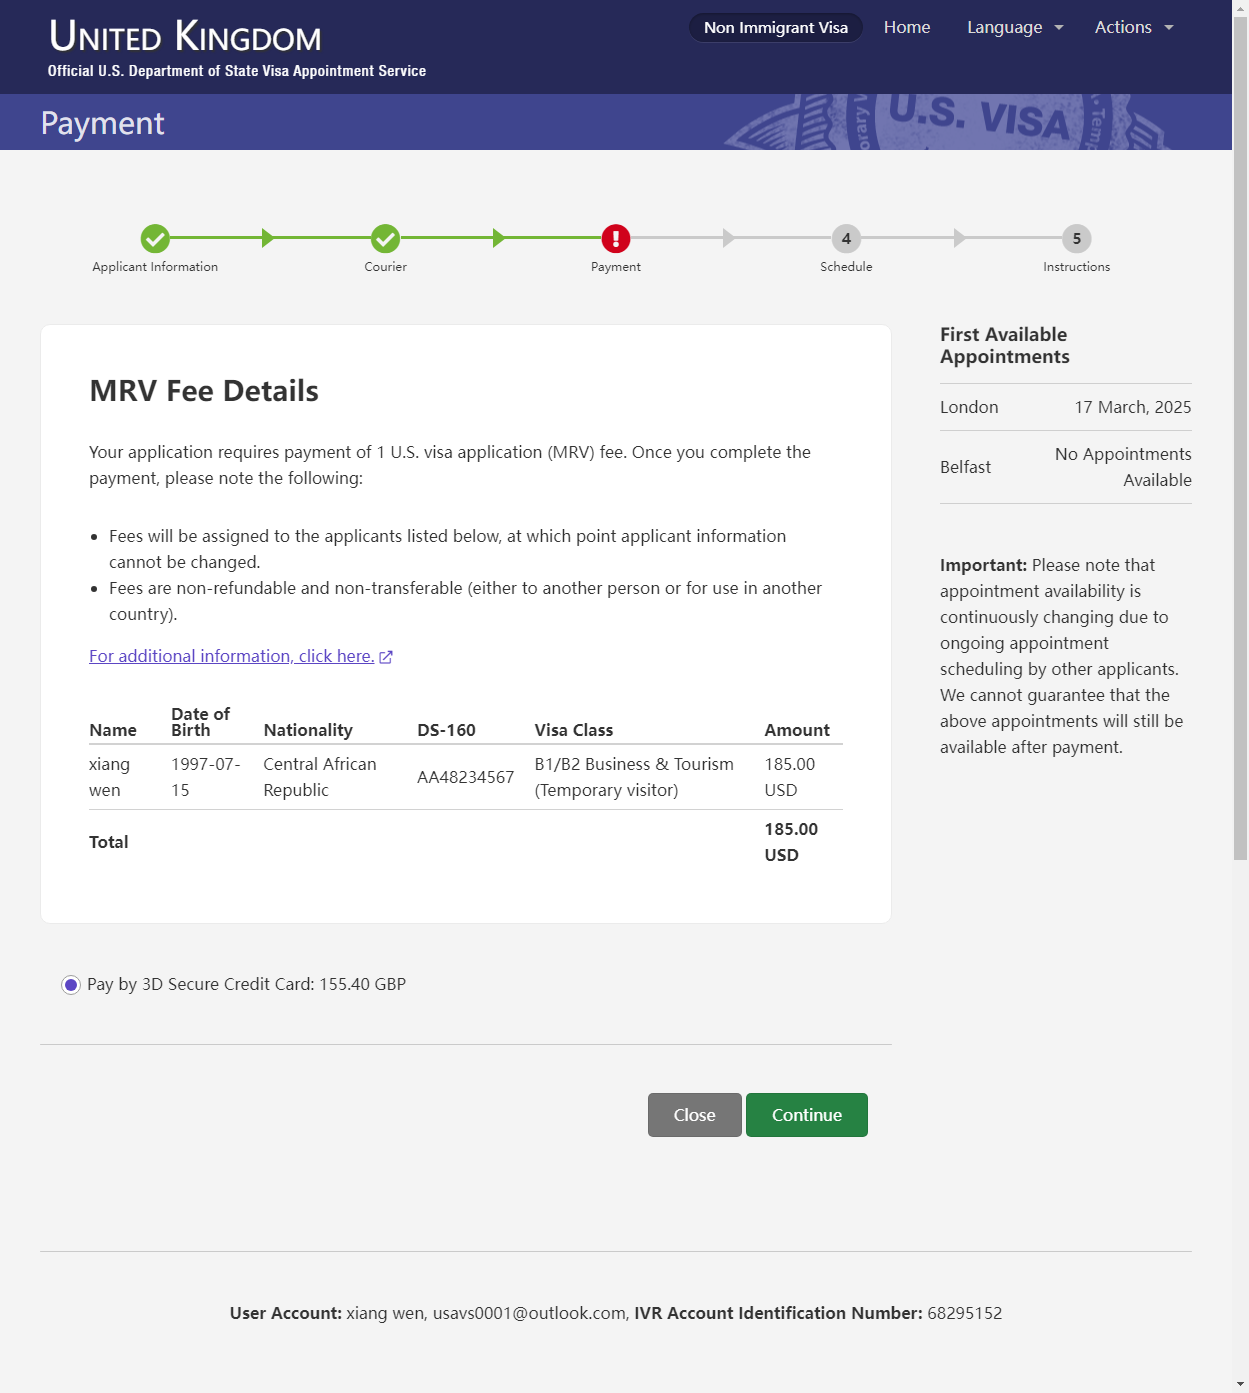 UNITED KINGDOM
Official U.S. Department of State Visa Appointment Service
Non Immigrant Visa
Home
Language
Actions
Payment
U.S. VISA
Applicant Information
Courier
Payment
4
Schedule
5
Instructions
MRV Fee Details
Your application requires payment of 1 U.S. visa application (MRV) fee. Once you complete the
payment, please note the following:
Fees will be assigned to the applicants listed below, at which point applicant information
cannot be changed.
Fees are non-refundable and non-transferable (either to another person or for use in another
country).
For additional information, click here.
Name Date of Birth Nationality DS-160 Visa Class Amount
xiang wen 1997-07-15 Central African Republic AA48234567 B1/B2 Business & Tourism (Temporary visitor) 185.00 USD
Total 185.00 USD
First Available
Appointments
London 17 March, 2025
Belfast No Appointments Available
Important: Please note that
appointment availability is
continuously changing due to
ongoing appointment
scheduling by other applicants.
We cannot guarantee that the
above appointments will still be
available after payment.
Pay by 3D Secure Credit Card: 155.40 GBP
Close
Continue
User Account: xiang wen, usavs0001@outlook.com, IVR Account Identification Number: 68295152